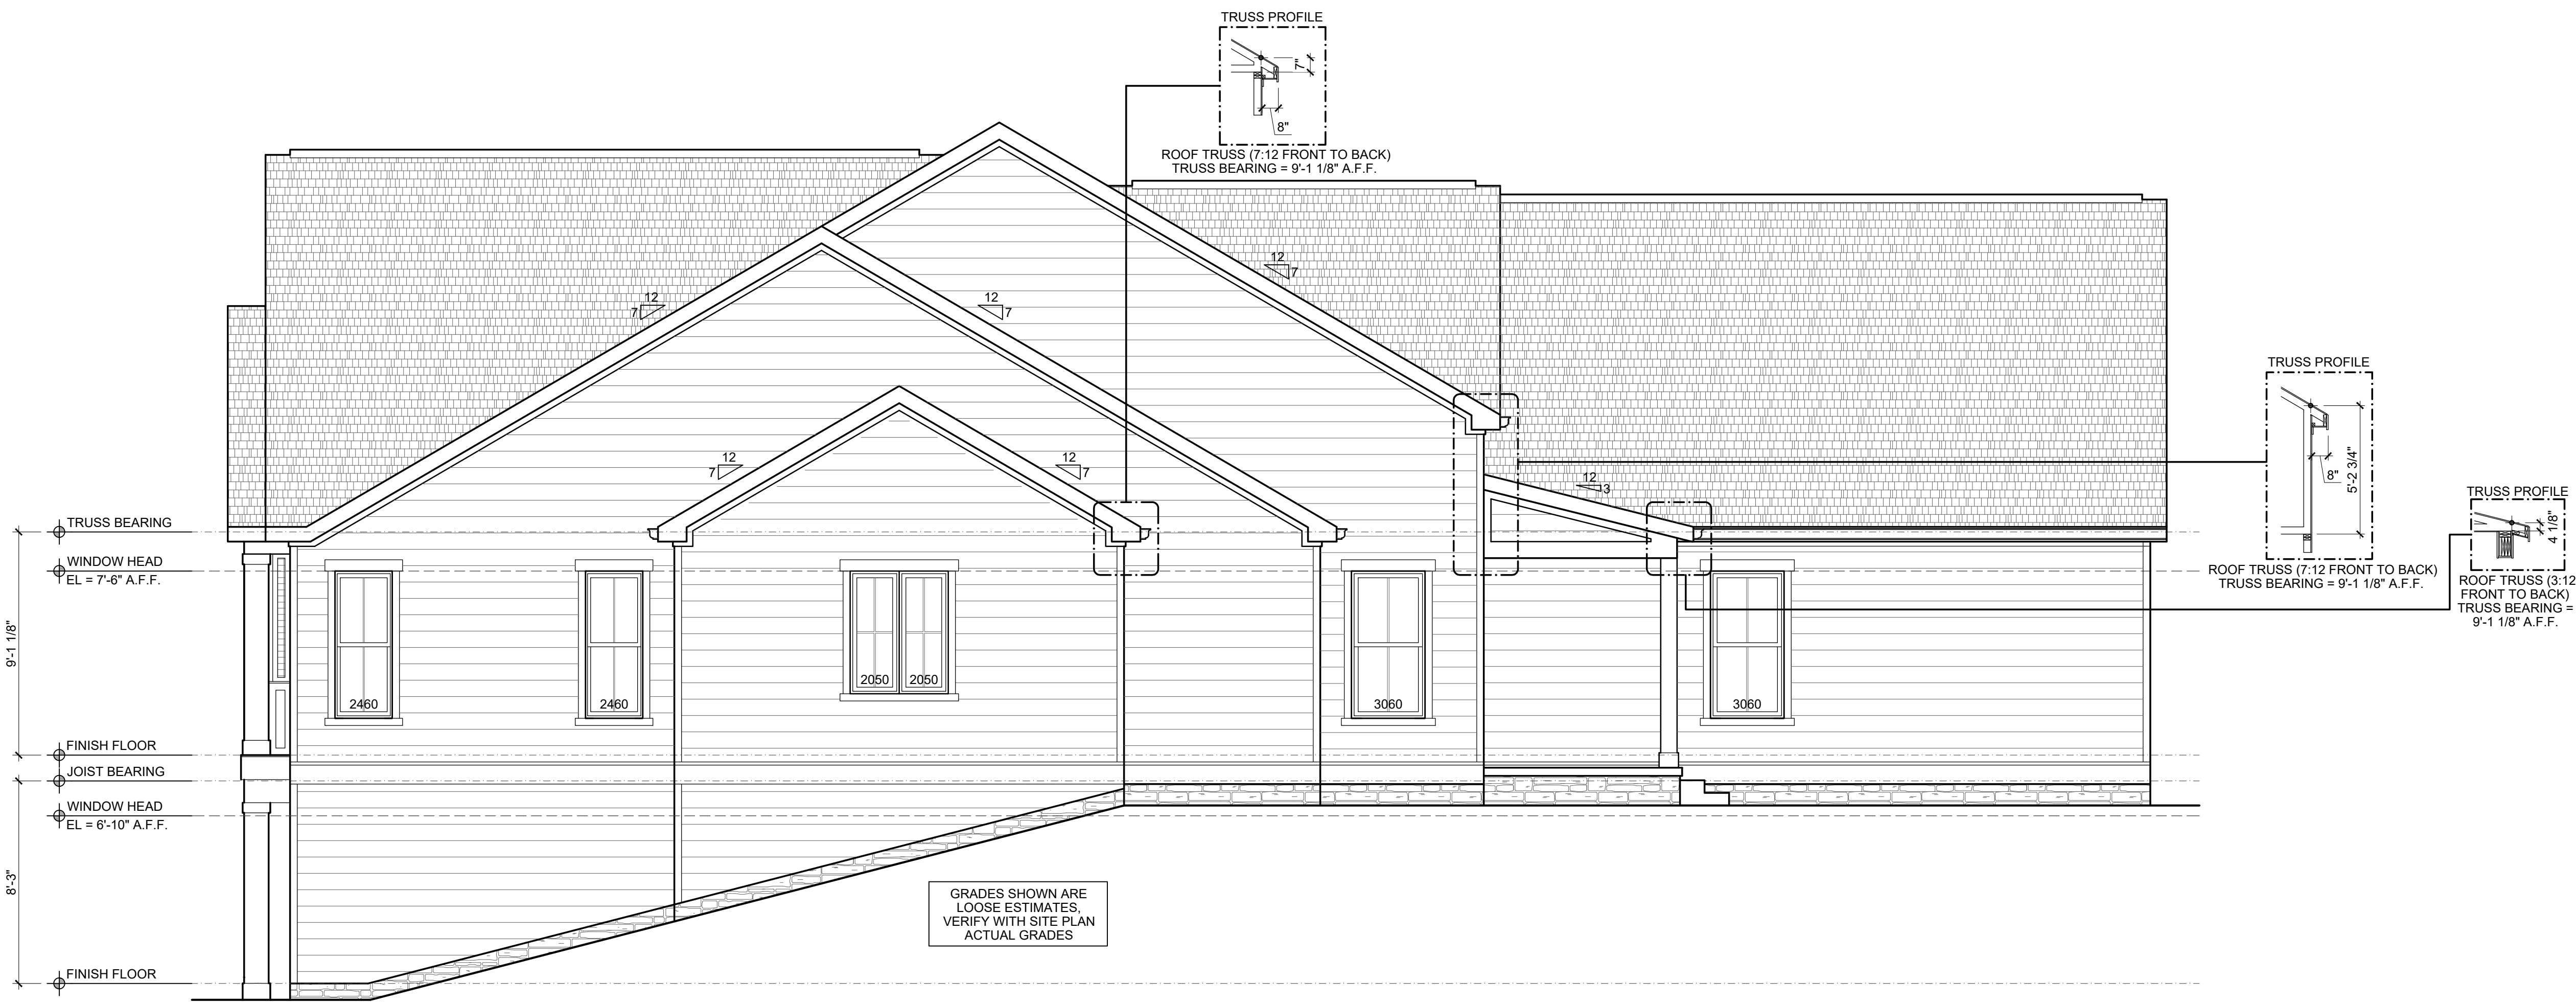 TRUSS PROFILE
7"
8"
ROOF TRUSS (7:12 FRONT TO BACK)
TRUSS BEARING = 9'-1 1/8" A.F.F.
12
7
12
7
12
7
TRUSS PROFILE
5'-2 3/4"
8"
ROOF TRUSS (7:12 FRONT TO BACK)
TRUSS BEARING = 9'-1 1/8" A.F.F.
12
7
12
7
12
3
TRUSS PROFILE
4 1/8"
ROOF TRUSS (3:12
FRONT TO BACK)
TRUSS BEARING =
9'-1 1/8" A.F.F.
TRUSS BEARING
WINDOW HEAD
EL = 7'-6" A.F.F.
9'-1 1/8"
2460
2460
2050
2050
3060
3060
FINISH FLOOR
JOIST BEARING
WINDOW HEAD
EL = 6'-10" A.F.F.
8'-3"
GRADES SHOWN ARE
LOOSE ESTIMATES,
VERIFY WITH SITE PLAN
ACTUAL GRADES
FINISH FLOOR